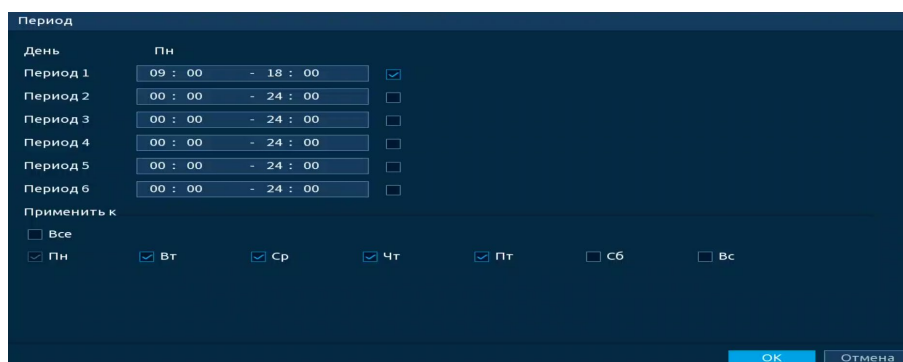 Период
День Пн
Период 1 09 : 00 - 18 : 00
Период 2 00 : 00 - 24 : 00
Период 3 00 : 00 - 24 : 00
Период 4 00 : 00 - 24 : 00
Период 5 00 : 00 - 24 : 00
Период 6 00 : 00 - 24 : 00
Применить к
Все
Пн Вт Ср Чт Пт Сб Вс
OK Отмена